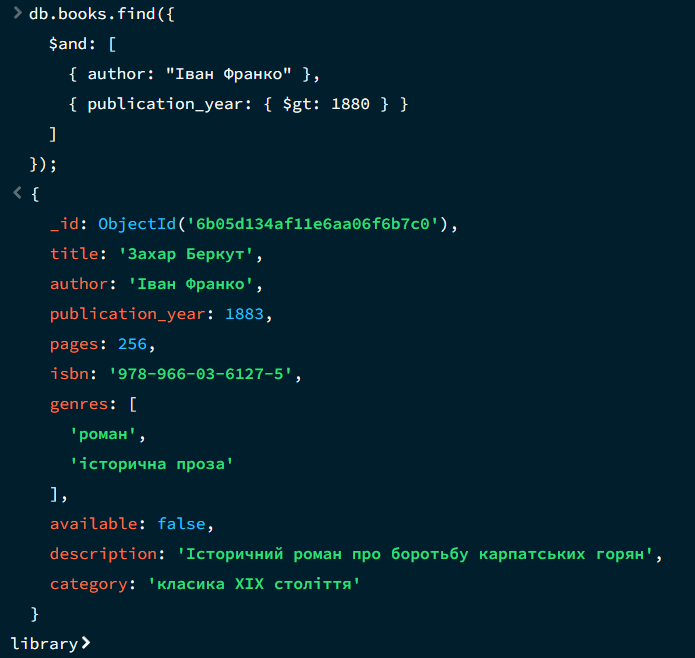 > db.books.find({
$and: [
{ author: "Іван Франко" },
{ publication_year: { $gt: 1880 } }
]
});
< {
_id: ObjectId('6b05d134af11e6aa06f6b7c0'),
title: 'Захар Беркут',
author: 'Іван Франко',
publication_year: 1883,
pages: 256,
isbn: '978-966-03-6127-5',
genres: [
'роман',
'історична проза'
],
available: false,
description: 'Історичний роман про боротьбу карпатських горян',
category: 'класика XIX століття'
}
library>